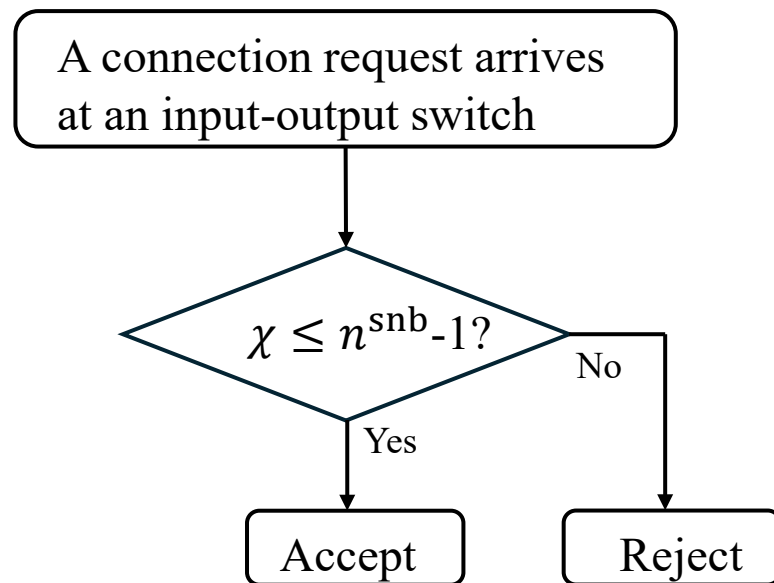 A connection request arrives
at an input-output switch
χ ≤ n^snb-1?
No
Yes
Accept
Reject